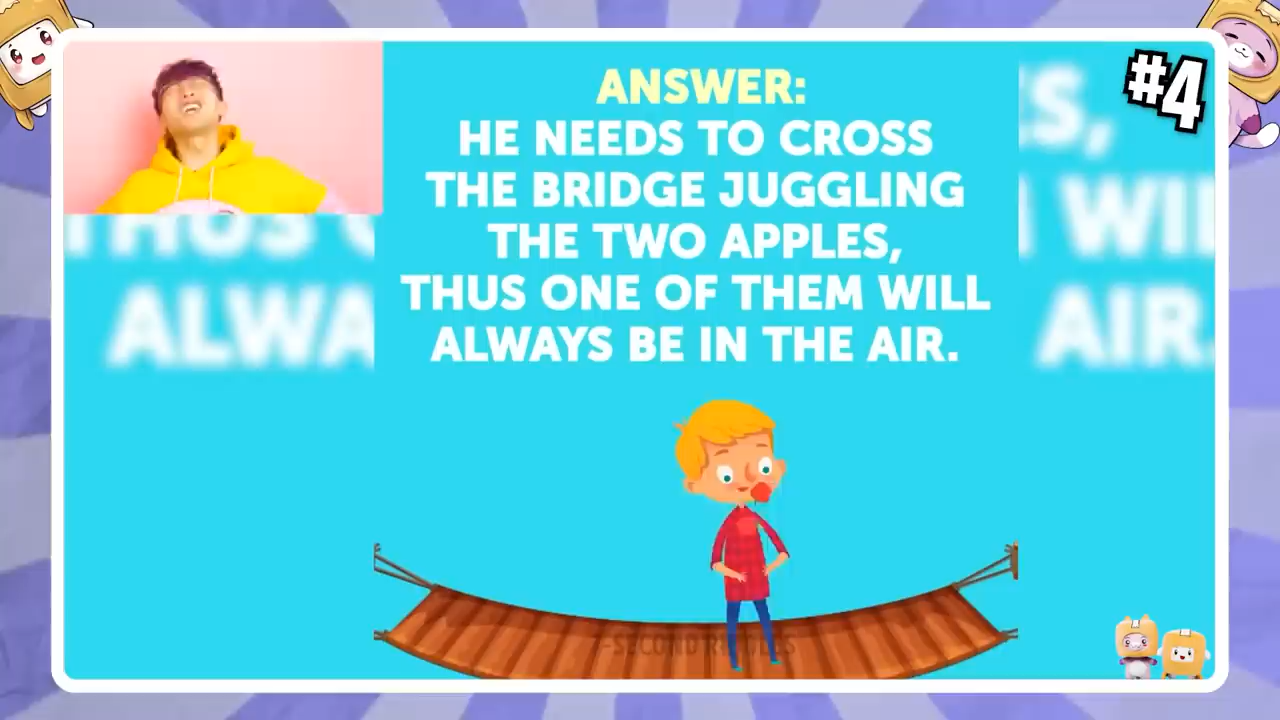 #4
ANSWER:
HE NEEDS TO CROSS
THE BRIDGE JUGGLING
THE TWO APPLES,
THUS ONE OF THEM WILL
ALWAYS BE IN THE AIR.